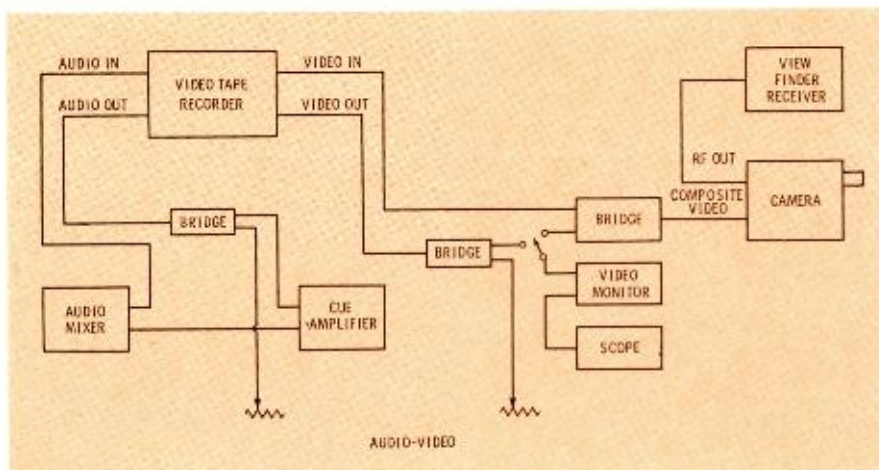 AUDIO IN
VIDEO TAPE
RECORDER
VIDEO IN
AUDIO OUT
VIDEO OUT
VIEW
FINDER
RECEIVER
RF OUT
COMPOSITE
VIDEO
CAMERA
BRIDGE
BRIDGE
BRIDGE
VIDEO
MONITOR
AUDIO
MIXER
CUE
AMPLIFIER
SCOPE
AUDIO-VIDEO